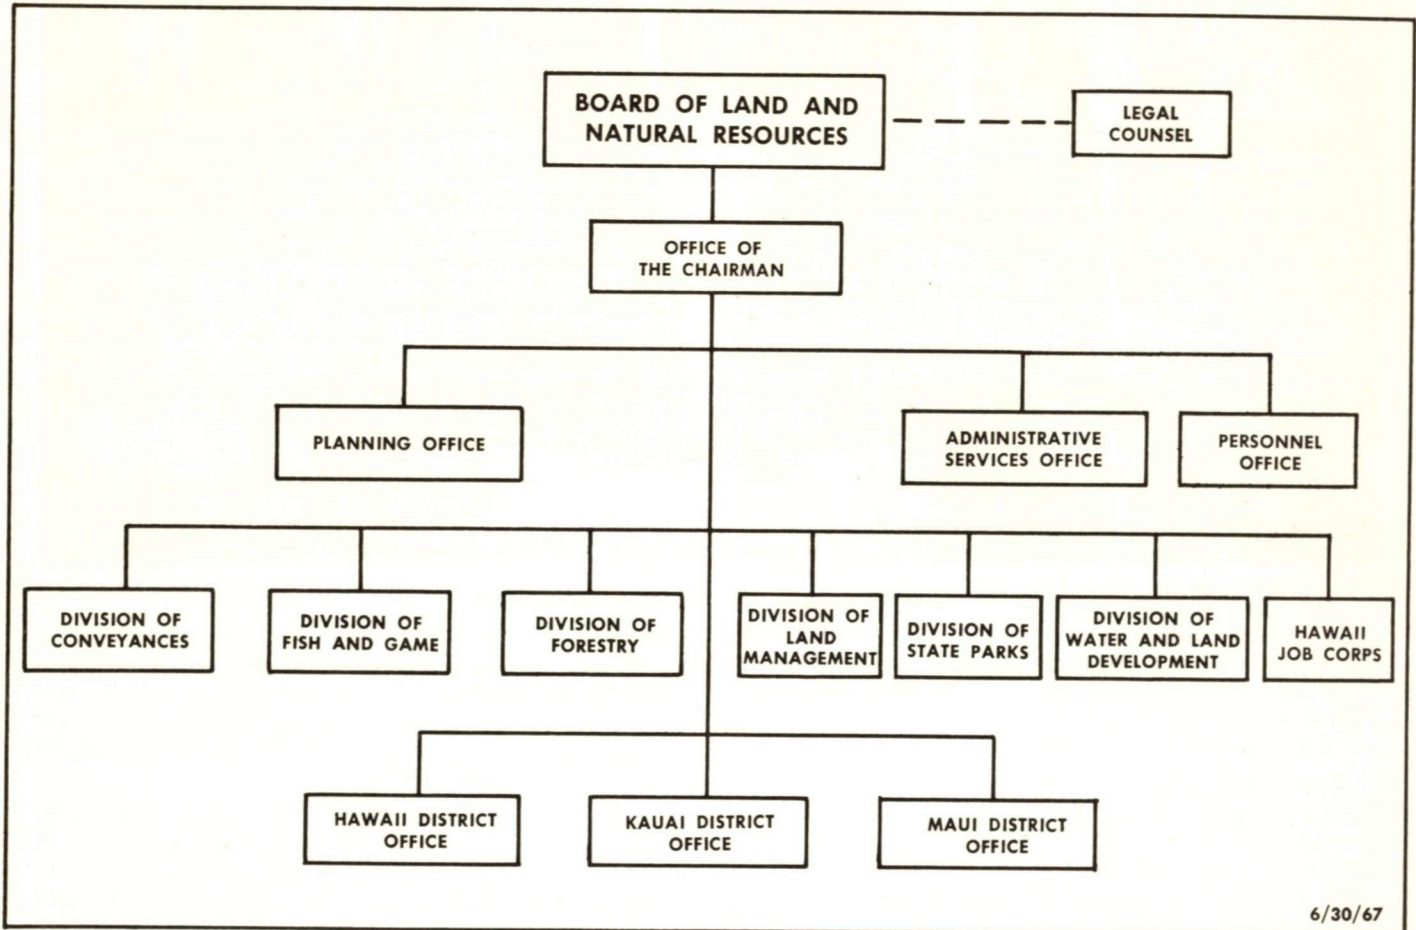 BOARD OF LAND AND
NATURAL RESOURCES
LEGAL
COUNSEL
OFFICE OF
THE CHAIRMAN
PLANNING OFFICE
ADMINISTRATIVE
SERVICES OFFICE
PERSONNEL
OFFICE
DIVISION OF
CONVEYANCES
DIVISION OF
FISH AND GAME
DIVISION OF
FORESTRY
DIVISION OF
LAND
MANAGEMENT
DIVISION OF
STATE PARKS
DIVISION OF
WATER AND LAND
DEVELOPMENT
HAWAII
JOB CORPS
HAWAII DISTRICT
OFFICE
KAUAI DISTRICT
OFFICE
MAUI DISTRICT
OFFICE
6/30/67